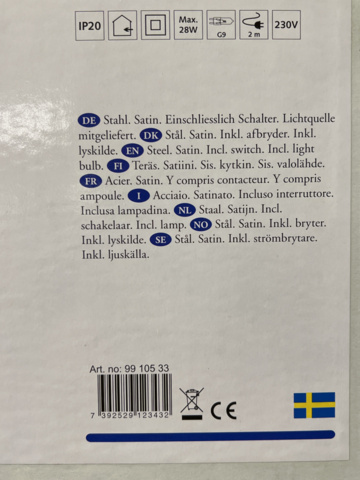 IP20 Max. 28W G9 2 m 230V
DE Stahl. Satin. Einschliesslich Schalter. Lichtquelle
mitgeliefert. DK Stål. Satin. Inkl. afbryder. Inkl.
lyskilde. EN Steel. Satin. Incl. switch. Incl. light
bulb. FI Teräs. Satiini. Sis. kytkin. Sis. valolähde.
FR Acier. Satin. Y compris contacteur. Y compris
ampoule. I Acciaio. Satinato. Incluso interruttore.
Inclusa lampadina. NL Staal. Satijn. Incl.
schakelaar. Incl. lamp. NO Stål. Satin. Inkl. bryter.
Inkl. lyskilde. SE Stål. Satin. Inkl. strömbrytare.
Inkl. ljuskälla.
Art. no: 99 105 33
7 392529 123432 CE